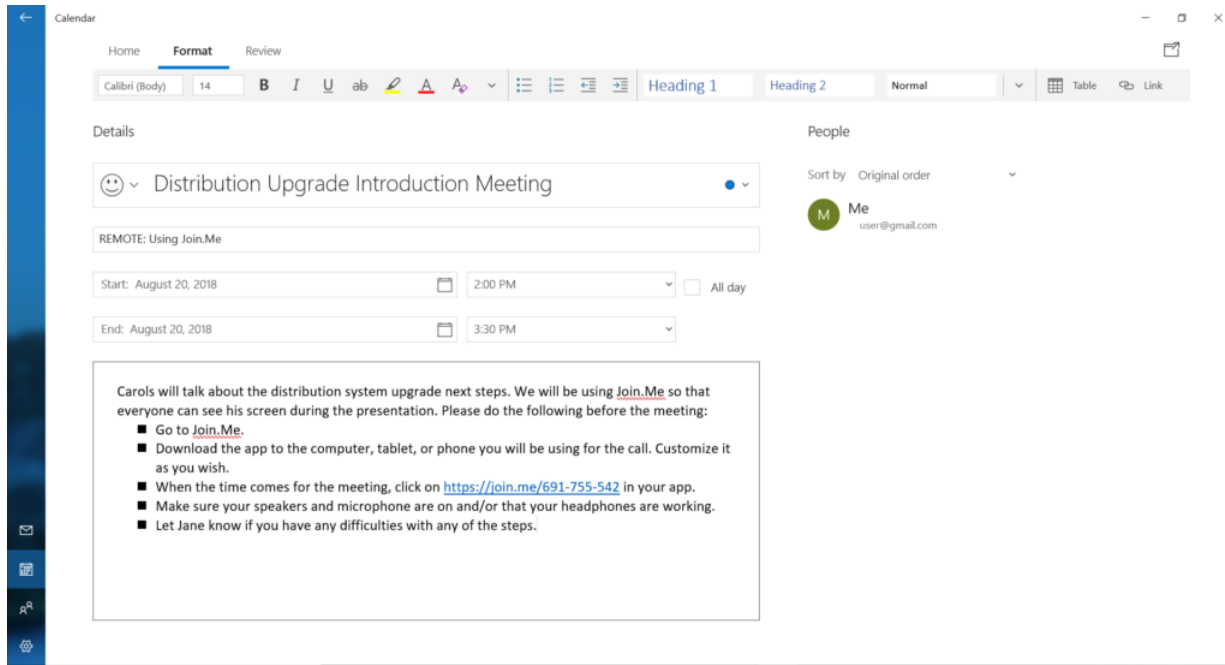 Calendar
Home Format Review
Calibri (Body) 14 B I U ab A A Heading 1 Heading 2 Normal Table Link
Details
People
Distribution Upgrade Introduction Meeting
Sort by Original order
M Me
user@gmail.com
REMOTE: Using Join.Me
Start: August 20, 2018 2:00 PM All day
End: August 20, 2018 3:30 PM
Carols will talk about the distribution system upgrade next steps. We will be using Join.Me so that
everyone can see his screen during the presentation. Please do the following before the meeting:
■ Go to Join.Me.
■ Download the app to the computer, tablet, or phone you will be using for the call. Customize it
as you wish.
■ When the time comes for the meeting, click on https://join.me/691-755-542 in your app.
■ Make sure your speakers and microphone are on and/or that your headphones are working.
■ Let Jane know if you have any difficulties with any of the steps.